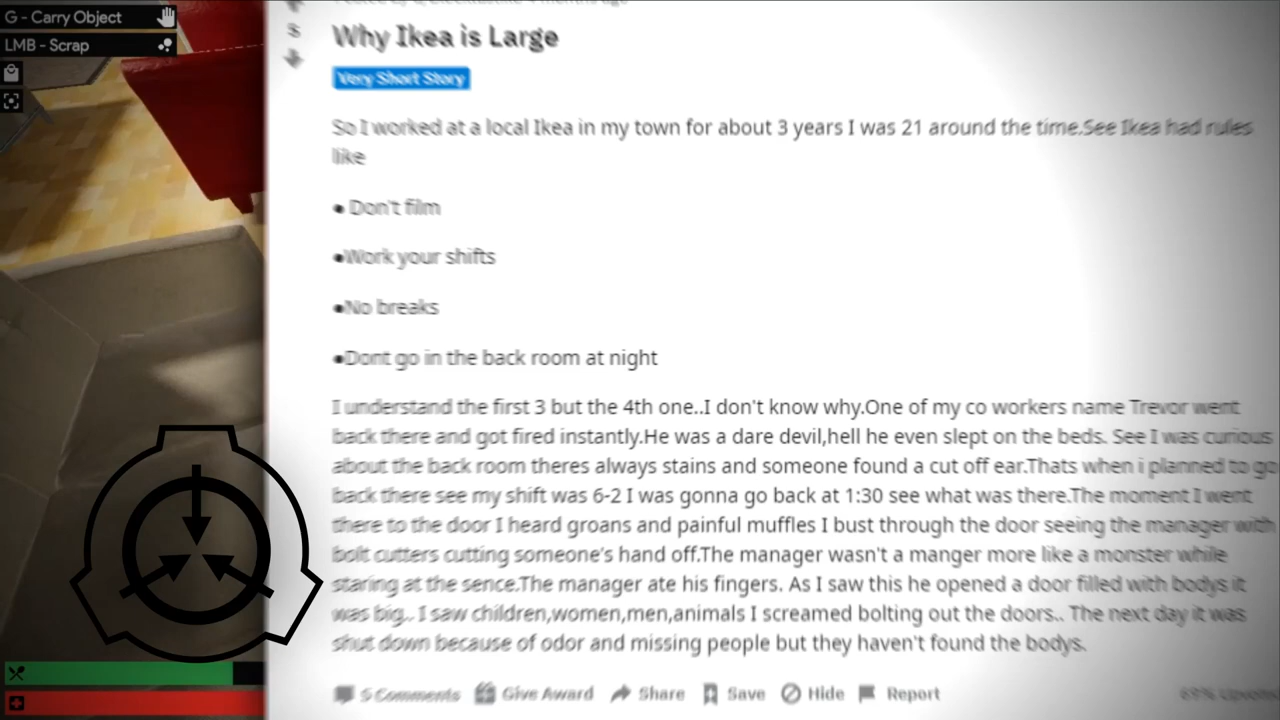 G - Carry Object
LMB - Scrap
Why Ikea is Large
Very Short Story
So I worked at a local Ikea in my town for about 3 years I was 21 around the time.See Ikea had rules
like
• Don't film
•Work your shifts
•No breaks
•Dont go in the back room at night
I understand the first 3 but the 4th one..I don't know why.One of my co workers name Trevor went
back there and got fired instantly.He was a dare devil,hell he even slept on the beds. See I was curious
about the back room theres always stains and someone found a cut off ear.Thats when i planned to go
back there see my shift was 6-2 I was gonna go back at 1:30 see what was there.The moment I went
there to the door I heard groans and painful muffles I bust through the door seeing the manager with
bolt cutters cutting someone's hand off.The manager wasn't a manger more like a monster while
staring at the sence.The manager ate his fingers. As I saw this he opened a door filled with bodys it
was big.. I saw children,women,men,animals I screamed bolting out the doors.. The next day it was
shut down because of odor and missing people but they haven't found the bodys.
5 Comments Give Award Share Save Hide Report